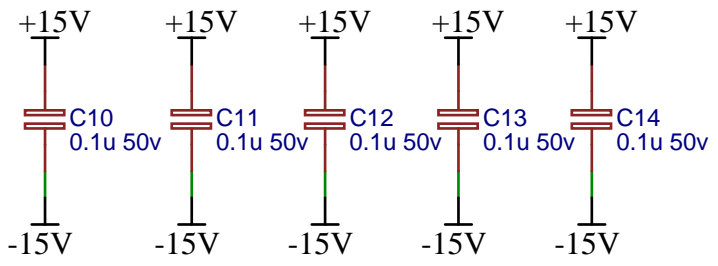 +15V +15V +15V +15V +15V
C10 C11 C12 C13 C14
0.1u 50v 0.1u 50v 0.1u 50v 0.1u 50v 0.1u 50v
-15V -15V -15V -15V -15V